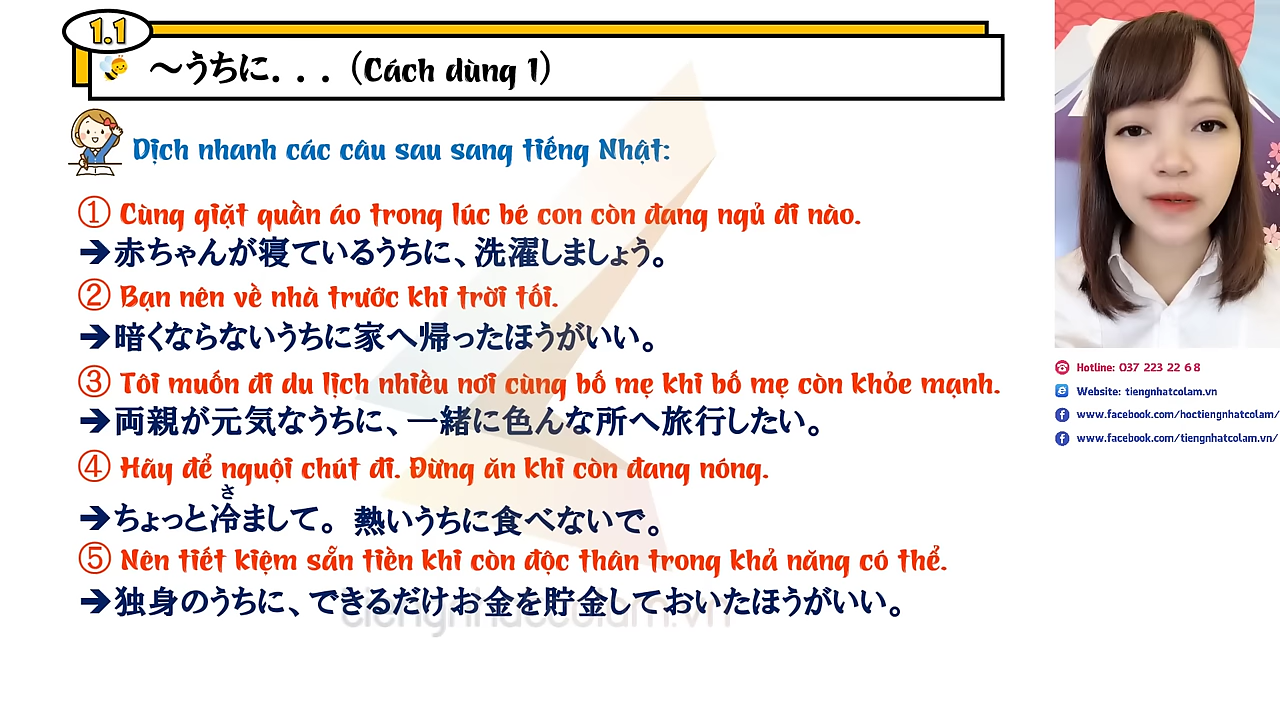 1.1
～うちに．．．（Cách dùng 1）
Dịch nhanh các câu sau sang tiếng Nhật:
① Cùng giặt quần áo trong lúc bé con còn đang ngủ đi nào.
➔赤ちゃんが寝ているうちに、洗濯しましょう。
② Bạn nên về nhà trước khi trời tối.
➔暗くならないうちに家へ帰ったほうがいい。
③ Tôi muốn đi du lịch nhiều nơi cùng bố mẹ khi bố mẹ còn khỏe mạnh.
➔両親が元気なうちに、一緒に色んな所へ旅行したい。
④ Hãy để nguội chút đi. Đừng ăn khi còn đang nóng.
さ
➔ちょっと冷まして。熱いうちに食べないで。
⑤ Nên tiết kiệm sẵn tiền khi còn độc thân trong khả năng có thể.
➔独身のうちに、できるだけお金を貯金しておいたほうがいい。
tiengnhatcolam.vn
Hotline: 037 223 22 68
Website: tiengnhatcolam.vn
www.facebook.com/hoctiengnhatcolam/
www.facebook.com/tiengnhatcolam.vn/